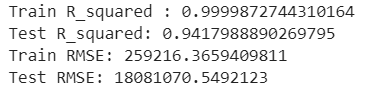 Train R_squared : 0.9999872744310164
Test R_squared: 0.9417988890269795
Train RMSE: 259216.3659409811
Test RMSE: 18081070.5492123